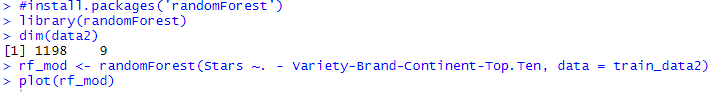 > #install.packages('randomForest')
> library(randomForest)
> dim(data2)
[1] 1198    9
> rf_mod <- randomForest(Stars ~. - Variety-Brand-Continent-Top.Ten, data = train_data2)
> plot(rf_mod)